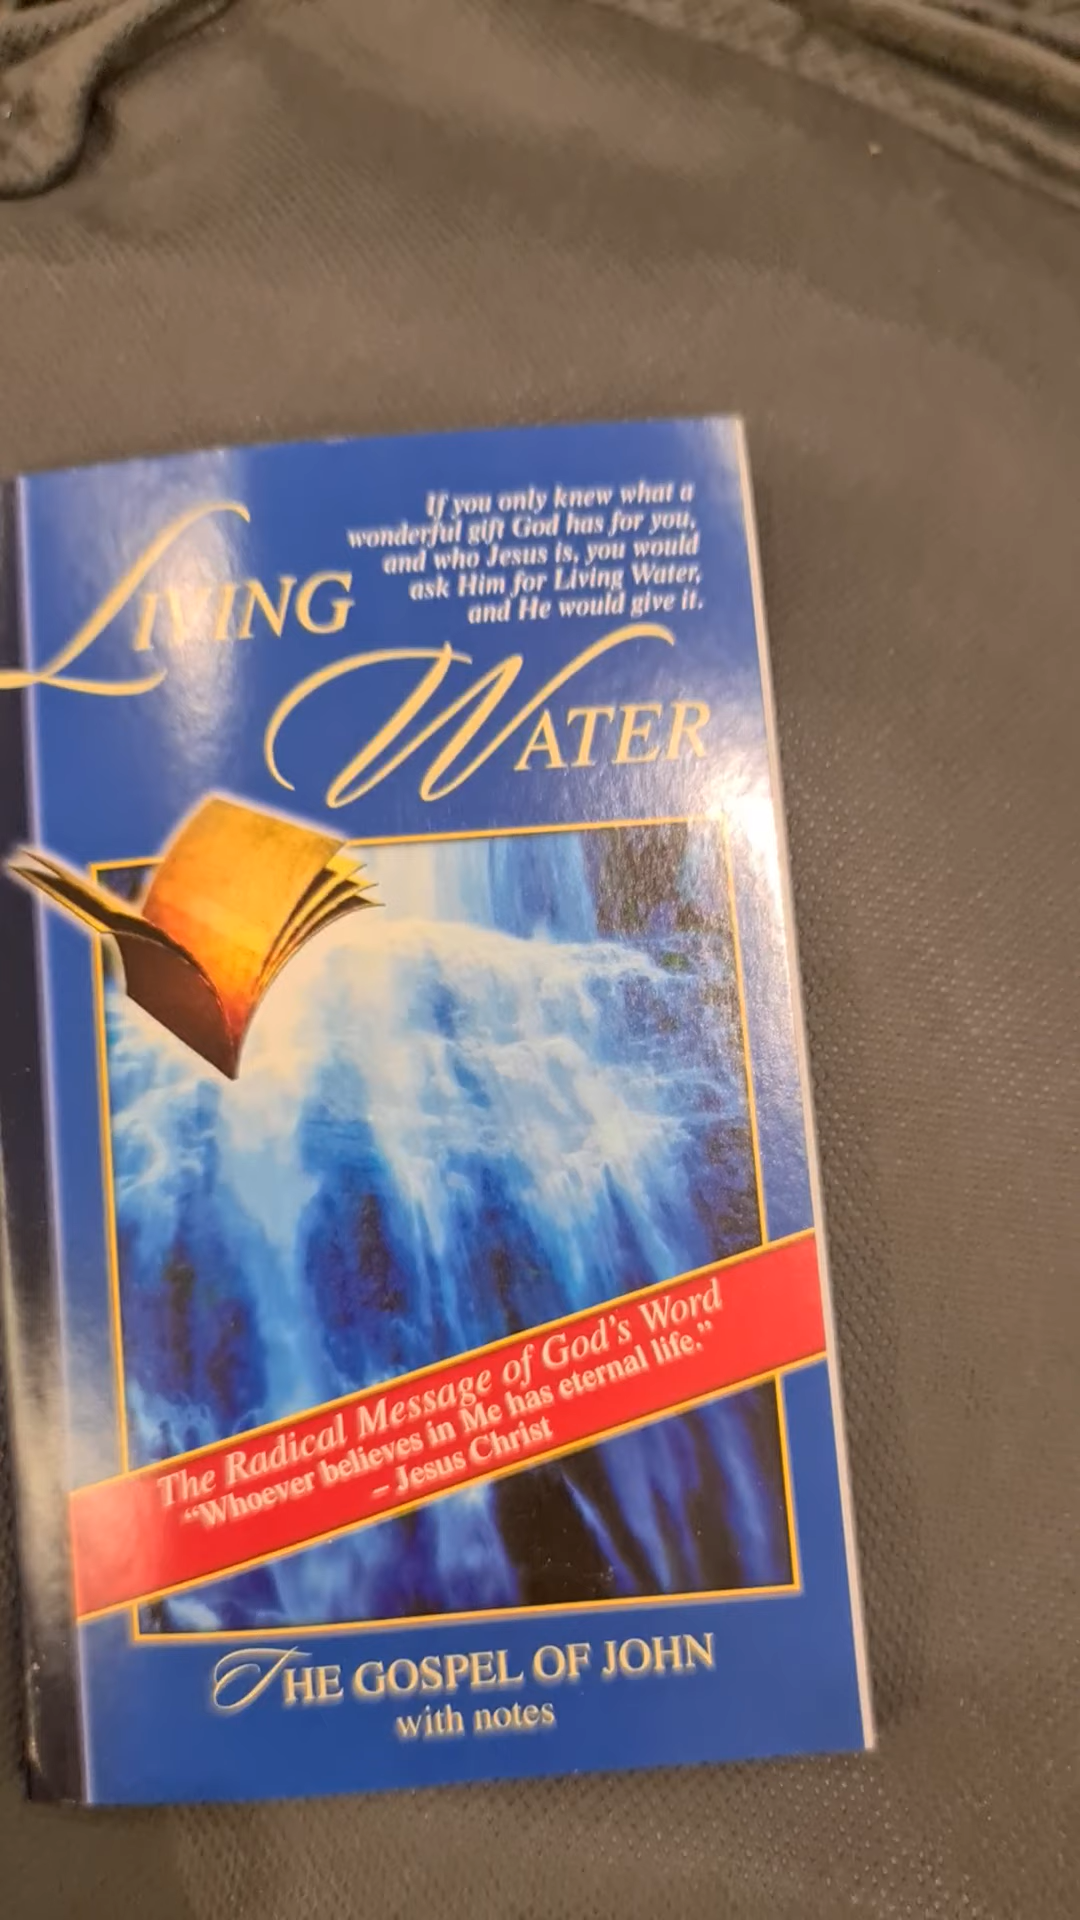 If you only knew what a
wonderful gift God has for you,
and who Jesus is, you would
ask Him for Living Water,
and He would give it.
LIVING
WATER
The Radical Message of God's Word
“Whoever believes in Me has eternal life.”
– Jesus Christ
THE GOSPEL OF JOHN
with notes